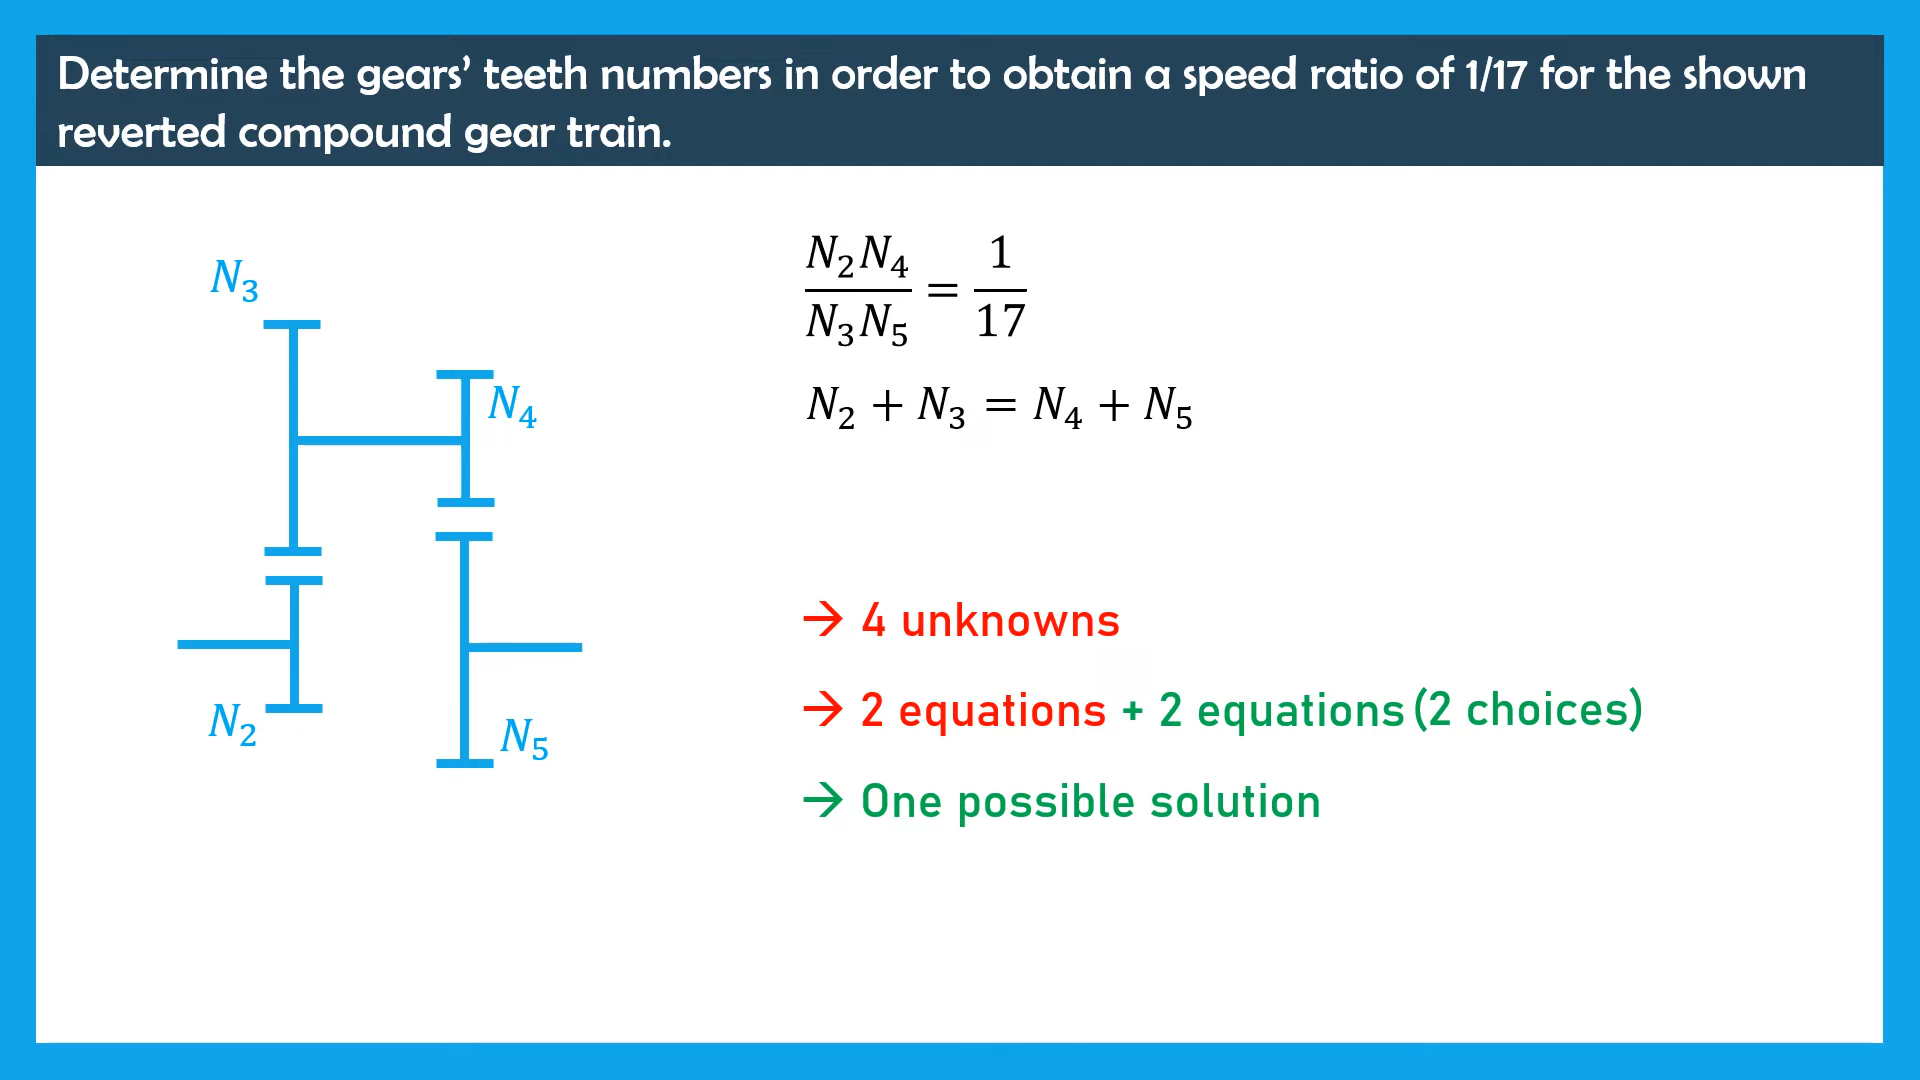 Determine the gears’ teeth numbers in order to obtain a speed ratio of 1/17 for the shown
reverted compound gear train.
N₃
N₄
N₂
N₅
N₂N₄/N₃N₅ = 1/17
N₂ + N₃ = N₄ + N₅
→ 4 unknowns
→ 2 equations + 2 equations (2 choices)
→ One possible solution